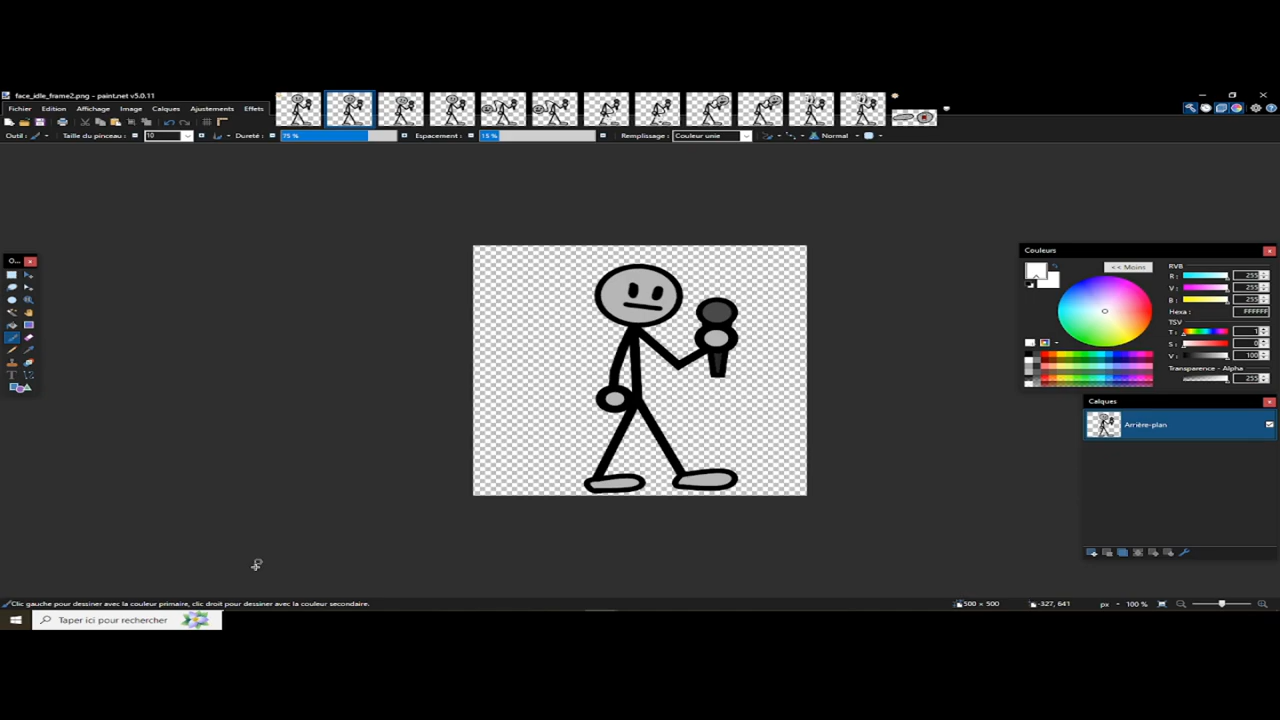 face_idle_frame2.png - paint.net v5.0.11
Fichier Edition Affichage Image Calques Ajustements Effets
Outil : Taille du pinceau : 10 Dureté : 75 % Espacement : 15 % Remplissage : Couleur unie Normal
O...
Couleurs
<< Moins
RVB
R : 255
V : 255
B : 255
Hexa : FFFFFF
TSV
T : 1
S : 0
V : 100
Transparence - Alpha
255
Calques
Arrière-plan
Clic gauche pour dessiner avec la couleur primaire, clic droit pour dessiner avec la couleur secondaire.
500 × 500 -327, 641 px 100 %
Taper ici pour rechercher